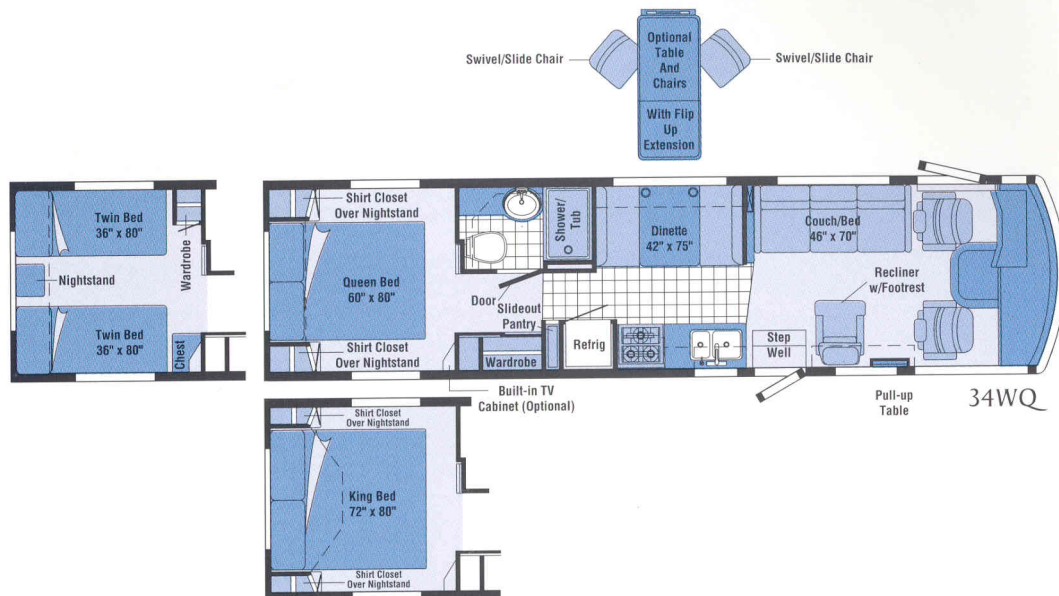 Swivel/Slide Chair
Optional
Table
And
Chairs
With Flip
Up
Extension
Swivel/Slide Chair
Twin Bed
36" x 80"
Wardrobe
Nightstand
Twin Bed
36" x 80"
Chest
Shirt Closet
Over Nightstand
Queen Bed
60" x 80"
Shirt Closet
Over Nightstand
Shower/
Tub
Door
Slideout
Pantry
Wardrobe
Refrig
Built-in TV
Cabinet (Optional)
Dinette
42" x 75"
Couch/Bed
46" x 70"
Recliner
w/Footrest
Step
Well
Pull-up
Table
34WQ
Shirt Closet
Over Nightstand
King Bed
72" x 80"
Shirt Closet
Over Nightstand